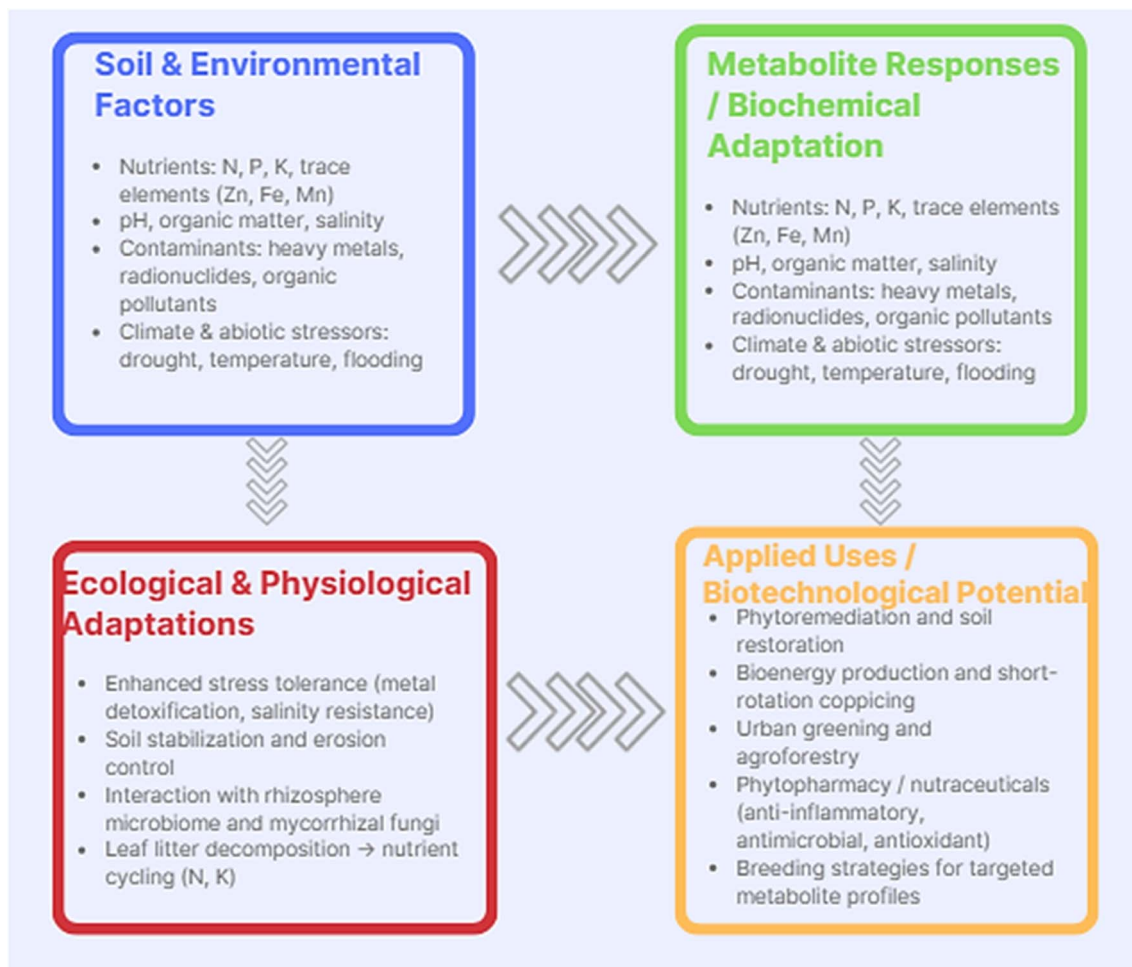 Soil & Environmental
Factors
• Nutrients: N, P, K, trace
elements (Zn, Fe, Mn)
• pH, organic matter, salinity
• Contaminants: heavy metals,
radionuclides, organic
pollutants
• Climate & abiotic stressors:
drought, temperature, flooding
Metabolite Responses
/ Biochemical
Adaptation
• Nutrients: N, P, K, trace elements
(Zn, Fe, Mn)
• pH, organic matter, salinity
• Contaminants: heavy metals,
radionuclides, organic pollutants
• Climate & abiotic stressors:
drought, temperature, flooding
Ecological & Physiological
Adaptations
• Enhanced stress tolerance (metal
detoxification, salinity resistance)
• Soil stabilization and erosion
control
• Interaction with rhizosphere
microbiome and mycorrhizal fungi
• Leaf litter decomposition → nutrient
cycling (N, K)
Applied Uses /
Biotechnological Potential
• Phytoremediation and soil
restoration
• Bioenergy production and short-
rotation coppicing
• Urban greening and
agroforestry
• Phytopharmacy / nutraceuticals
(anti-inflammatory,
antimicrobial, antioxidant)
• Breeding strategies for targeted
metabolite profiles